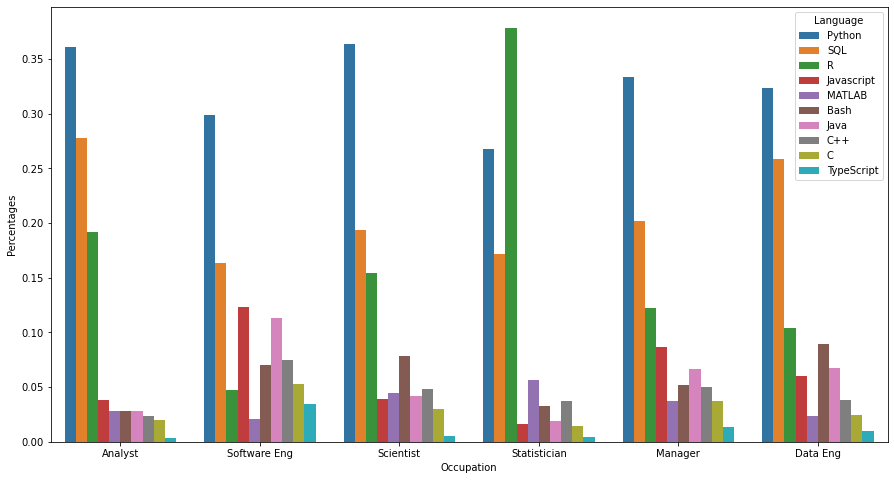 Language
Python
SQL
R
Javascript
MATLAB
Bash
Java
C++
C
TypeScript
0.35
0.30
0.25
0.20
0.15
0.10
0.05
0.00
Percentages
Analyst Software Eng Scientist Statistician Manager Data Eng
Occupation